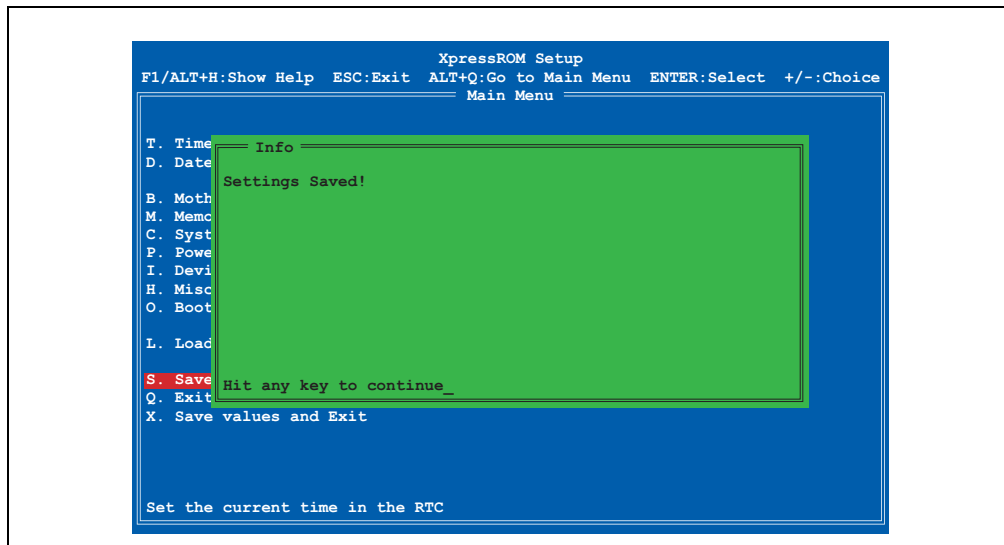 XpressROM Setup
F1/ALT+H:Show Help ESC:Exit ALT+Q:Go to Main Menu ENTER:Select +/-:Choice
Main Menu
T. Time
D. Date
B. Moth
M. Memo
C. Syst
P. Powe
I. Devi
H. Misc
O. Boot
L. Load
S. Save
Q. Exit
X. Save values and Exit
Info
Settings Saved!
Hit any key to continue_
Set the current time in the RTC